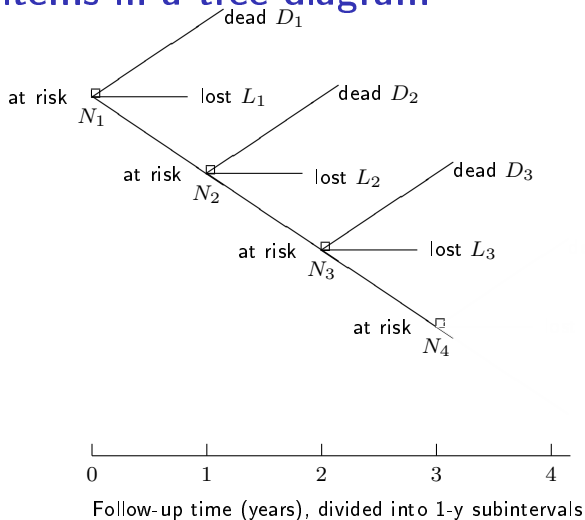 items in a tree diagram
dead D₁
at risk
lost L₁
N₁
dead D₂
at risk
lost L₂
N₂
dead D₃
at risk
lost L₃
N₃
at risk
N₄
0 1 2 3 4
Follow-up time (years), divided into 1-y subintervals